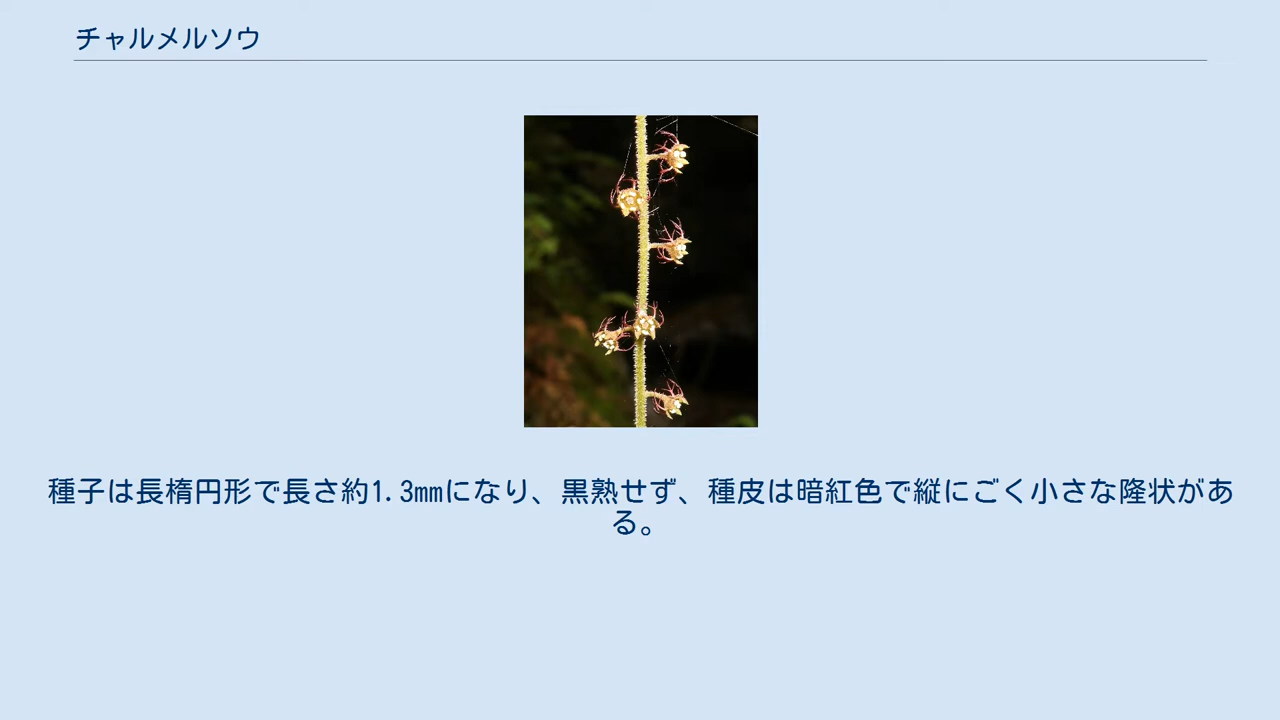 チャルメルソウ
種子は長楕円形で長さ約1.3mmになり、黒熟せず、種皮は暗紅色で縦にごく小さな隆状があ
る。